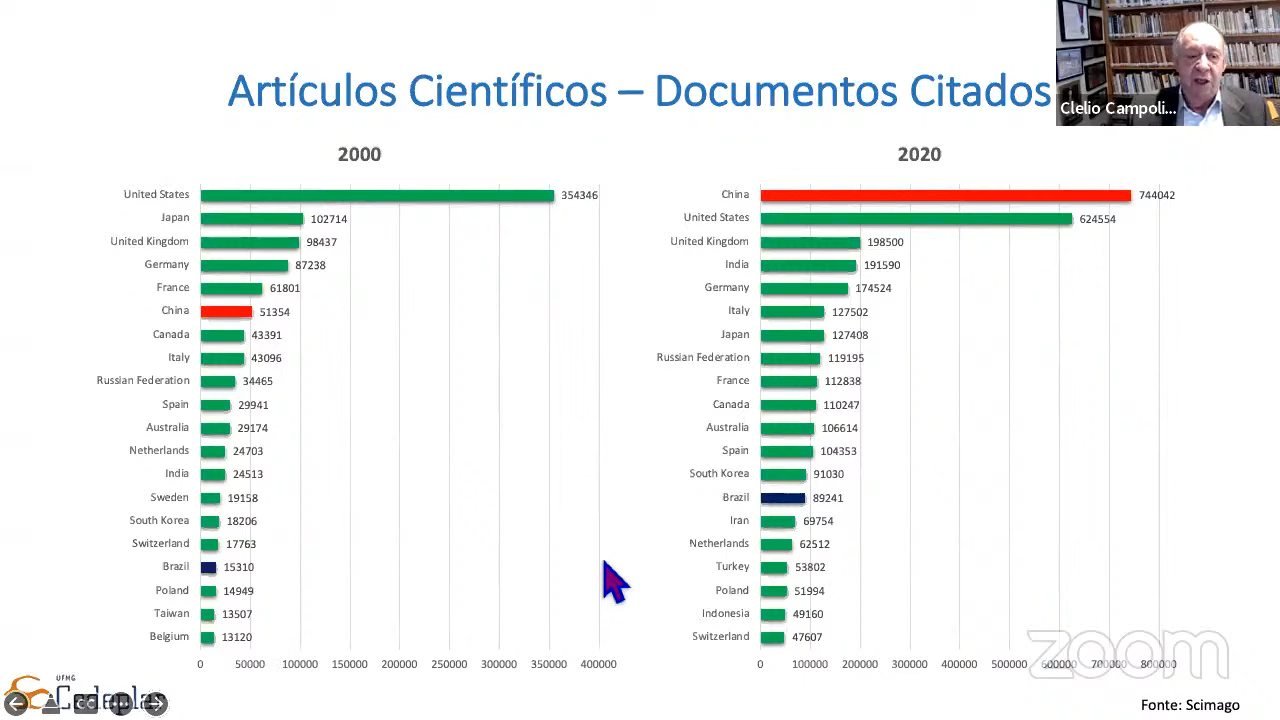 Artículos Científicos – Documentos Citados
Clelio Campoli...
2000
United States 354346
Japan 102714
United Kingdom 98437
Germany 87238
France 61801
China 51354
Canada 43391
Italy 43096
Russian Federation 34465
Spain 29941
Australia 29174
Netherlands 24703
India 24513
Sweden 19158
South Korea 18206
Switzerland 17763
Brazil 15310
Poland 14949
Taiwan 13507
Belgium 13120
0 50000 100000 150000 200000 250000 300000 350000 400000
2020
China 744042
United States 624554
United Kingdom 198500
India 191590
Germany 174524
Italy 127502
Japan 127408
Russian Federation 119195
France 112838
Canada 110247
Australia 106614
Spain 104353
South Korea 91030
Brazil 89241
Iran 69754
Netherlands 62512
Turkey 53802
Poland 51994
Indonesia 49160
Switzerland 47607
0 100000 200000 300000 400000 500000 600000 700000 800000
zoom
UFMG
Cedeplar
CC
Fonte: Scimago